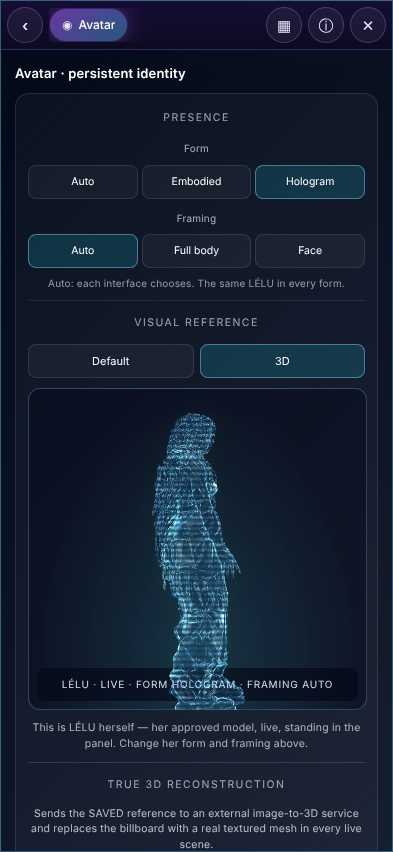 Avatar
Avatar · persistent identity
PRESENCE
Form
Auto
Embodied
Hologram
Framing
Auto
Full body
Face
Auto: each interface chooses. The same LÉLU in every form.
VISUAL REFERENCE
Default
3D
LÉLU · LIVE · FORM HOLOGRAM · FRAMING AUTO
This is LÉLU herself — her approved model, live, standing in the
panel. Change her form and framing above.
TRUE 3D RECONSTRUCTION
Sends the SAVED reference to an external image-to-3D service
and replaces the billboard with a real textured mesh in every live
scene.